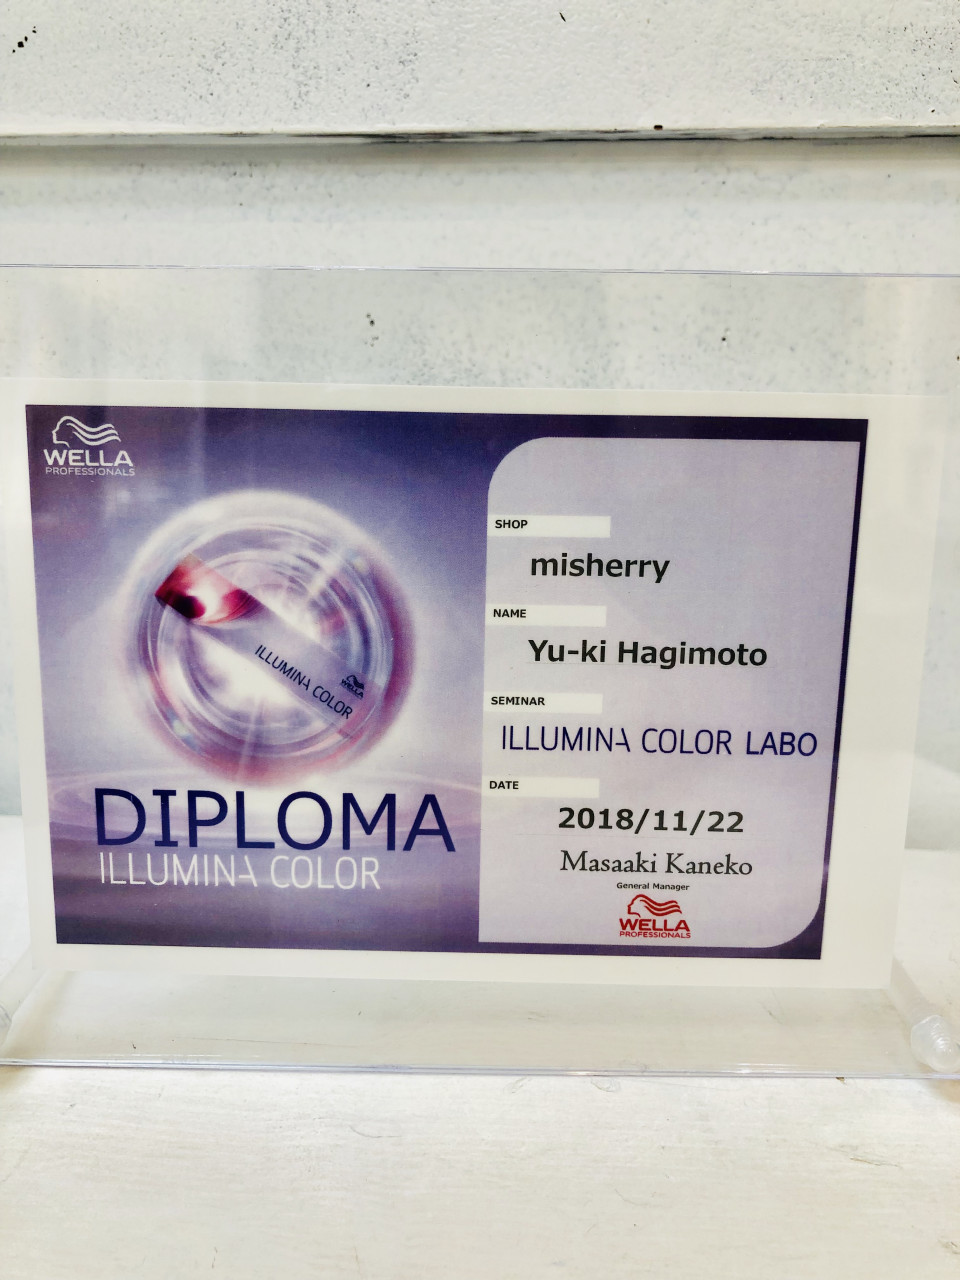 WELLA
PROFESSIONALS
ILLUMINA COLOR
WELLA
DIPLOMA
ILLUMINA COLOR
SHOP
misherry
NAME
Yu-ki Hagimoto
SEMINAR
ILLUMINA COLOR LABO
DATE
2018/11/22
Masaaki Kaneko
General Manager
WELLA
PROFESSIONALS